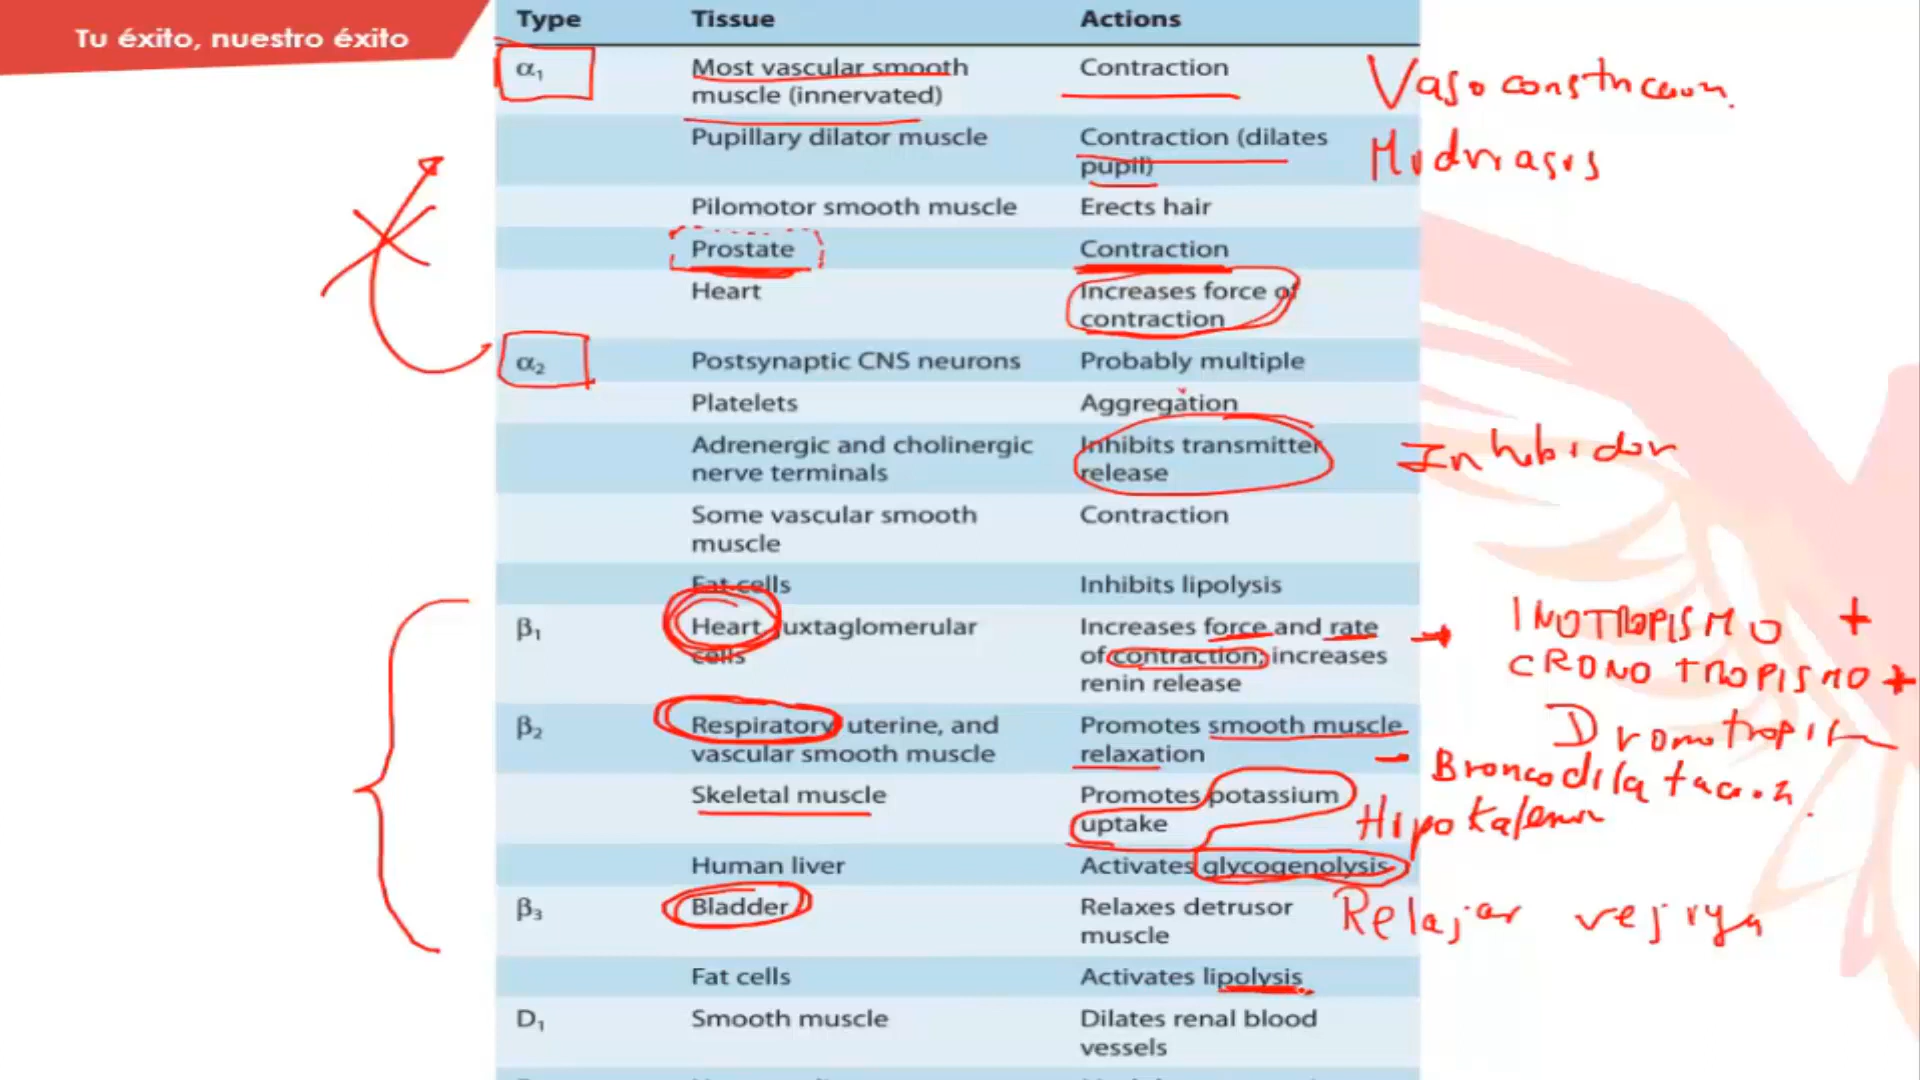 Tu éxito, nuestro éxito
Type Tissue Actions
α1 Most vascular smooth muscle (innervated) Contraction Vasoconstriccion.
Pupillary dilator muscle Contraction (dilates pupil) Midriasis
Pilomotor smooth muscle Erects hair
Prostate Contraction
Heart Increases force of contraction
α2 Postsynaptic CNS neurons Probably multiple
Platelets Aggregation
Adrenergic and cholinergic nerve terminals Inhibits transmitter release Inhibidor
Some vascular smooth muscle Contraction
Fat cells Inhibits lipolysis
β1 Heart, juxtaglomerular cells Increases force and rate of contraction, increases renin release INOTROPISMO +
CRONOTROPISMO +
β2 Respiratory, uterine, and vascular smooth muscle Promotes smooth muscle relaxation Broncodilatacion.
Skeletal muscle Promotes potassium uptake Hipokalemia
Human liver Activates glycogenolysis
β3 Bladder Relaxes detrusor muscle Relajar vejiga
Fat cells Activates lipolysis
D1 Smooth muscle Dilates renal blood vessels